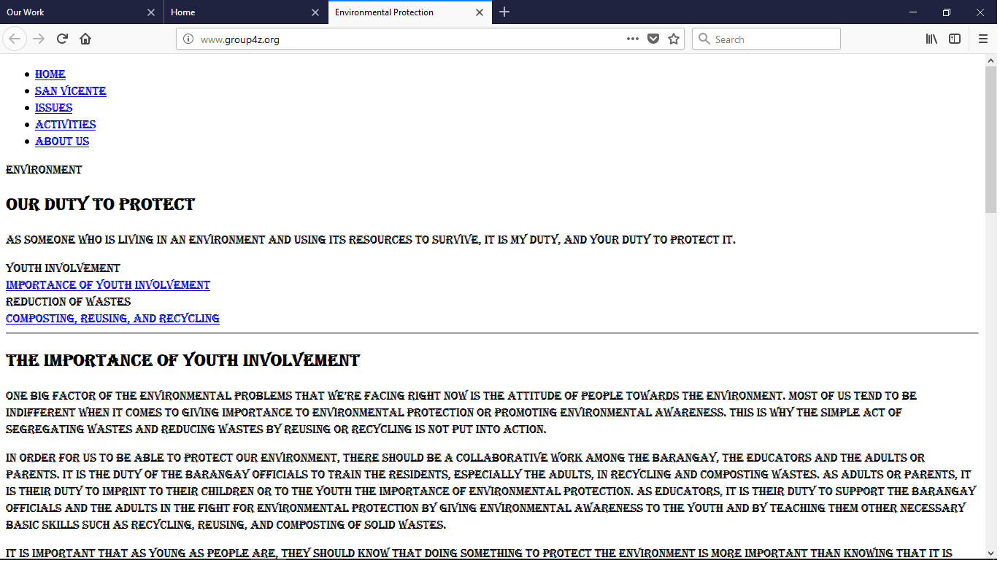 Our Work
Home
Environmental Protection
www.group4z.org
Search
HOME
SAN VICENTE
ISSUES
ACTIVITIES
ABOUT US
ENVIRONMENT
OUR DUTY TO PROTECT
AS SOMEONE WHO IS LIVING IN AN ENVIRONMENT AND USING ITS RESOURCES TO SURVIVE, IT IS MY DUTY, AND YOUR DUTY TO PROTECT IT.
YOUTH INVOLVEMENT
IMPORTANCE OF YOUTH INVOLVEMENT
REDUCTION OF WASTES
COMPOSTING, REUSING, AND RECYCLING
THE IMPORTANCE OF YOUTH INVOLVEMENT
ONE BIG FACTOR OF THE ENVIRONMENTAL PROBLEMS THAT WE'RE FACING RIGHT NOW IS THE ATTITUDE OF PEOPLE TOWARDS THE ENVIRONMENT. MOST OF US TEND TO BE
INDIFFERENT WHEN IT COMES TO GIVING IMPORTANCE TO ENVIRONMENTAL PROTECTION OR PROMOTING ENVIRONMENTAL AWARENESS. THIS IS WHY THE SIMPLE ACT OF
SEGREGATING WASTES AND REDUCING WASTES BY REUSING OR RECYCLING IS NOT PUT INTO ACTION.
IN ORDER FOR US TO BE ABLE TO PROTECT OUR ENVIRONMENT, THERE SHOULD BE A COLLABORATIVE WORK AMONG THE BARANGAY, THE EDUCATORS AND THE ADULTS OR
PARENTS. IT IS THE DUTY OF THE BARANGAY OFFICIALS TO TRAIN THE RESIDENTS, ESPECIALLY THE ADULTS, IN RECYCLING AND COMPOSTING WASTES. AS ADULTS OR PARENTS, IT
IS THEIR DUTY TO IMPRINT TO THEIR CHILDREN OR TO THE YOUTH THE IMPORTANCE OF ENVIRONMENTAL PROTECTION. AS EDUCATORS, IT IS THEIR DUTY TO SUPPORT THE BARANGAY
OFFICIALS AND THE ADULTS IN THE FIGHT FOR ENVIRONMENTAL PROTECTION BY GIVING ENVIRONMENTAL AWARENESS TO THE YOUTH AND BY TEACHING THEM OTHER NECESSARY
BASIC SKILLS SUCH AS RECYCLING, REUSING, AND COMPOSTING OF SOLID WASTES.
IT IS IMPORTANT THAT AS YOUNG AS PEOPLE ARE, THEY SHOULD KNOW THAT DOING SOMETHING TO PROTECT THE ENVIRONMENT IS MORE IMPORTANT THAN KNOWING THAT IT IS